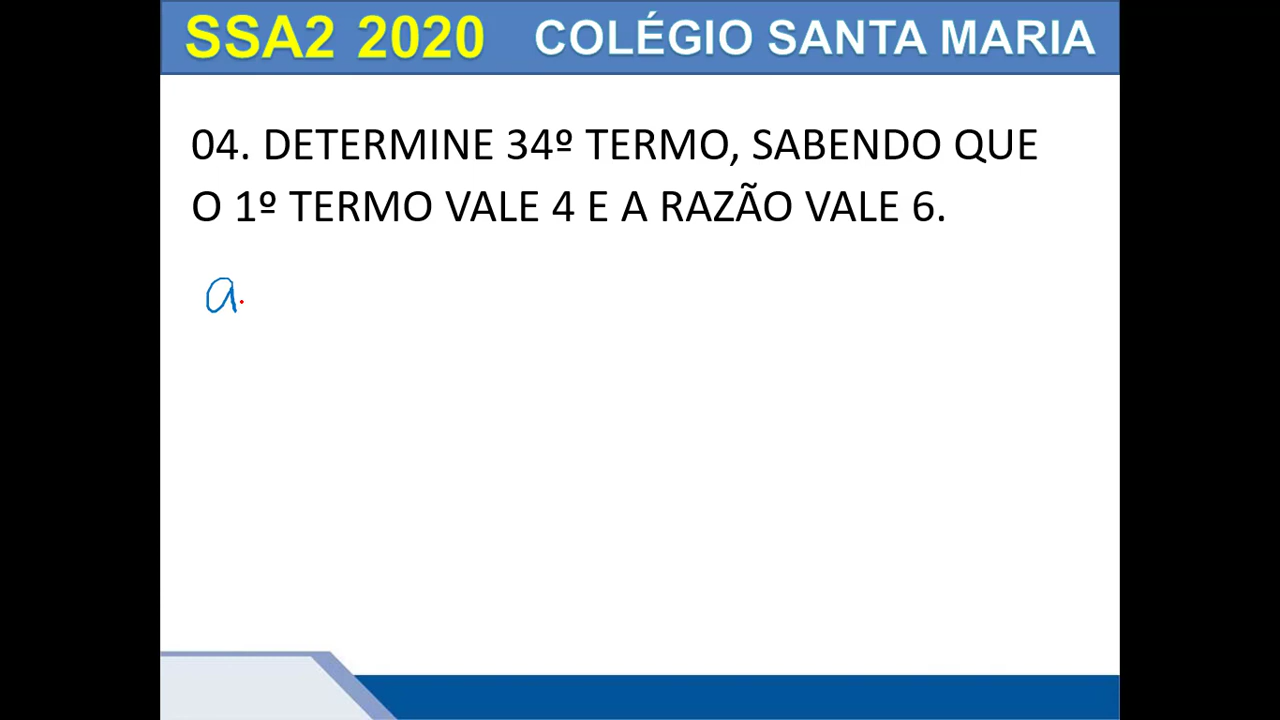 SSA2 2020 COLÉGIO SANTA MARIA
04. DETERMINE 34º TERMO, SABENDO QUE
O 1º TERMO VALE 4 E A RAZÃO VALE 6.
a